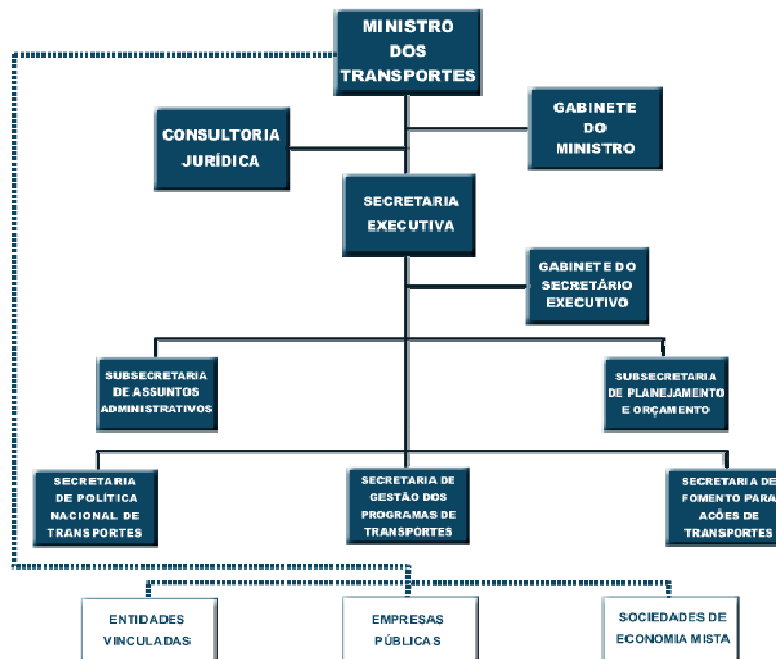 MINISTRO
DOS
TRANSPORTES
GABINETE
DO
MINISTRO
CONSULTORIA
JURÍDICA
SECRETARIA
EXECUTIVA
GABINETE DO
SECRETÁRIO
EXECUTIVO
SUBSECRETARIA
DE ASSUNTOS
ADMINISTRATIVOS
SUBSECRETARIA
DE PLANEJAMENTO
E ORÇAMENTO
SECRETARIA
DE POLÍTICA
NACIONAL DE
TRANSPORTES
SECRETARIA DE
GESTÃO DOS
PROGRAMAS DE
TRANSPORTES
SECRETARIA DE
FOMENTO PARA
ACÕES DE
TRANSPORTES
ENTIDADES
VINCULADAS
EMPRESAS
PÚBLICAS
SOCIEDADES DE
ECONOMIA MISTA